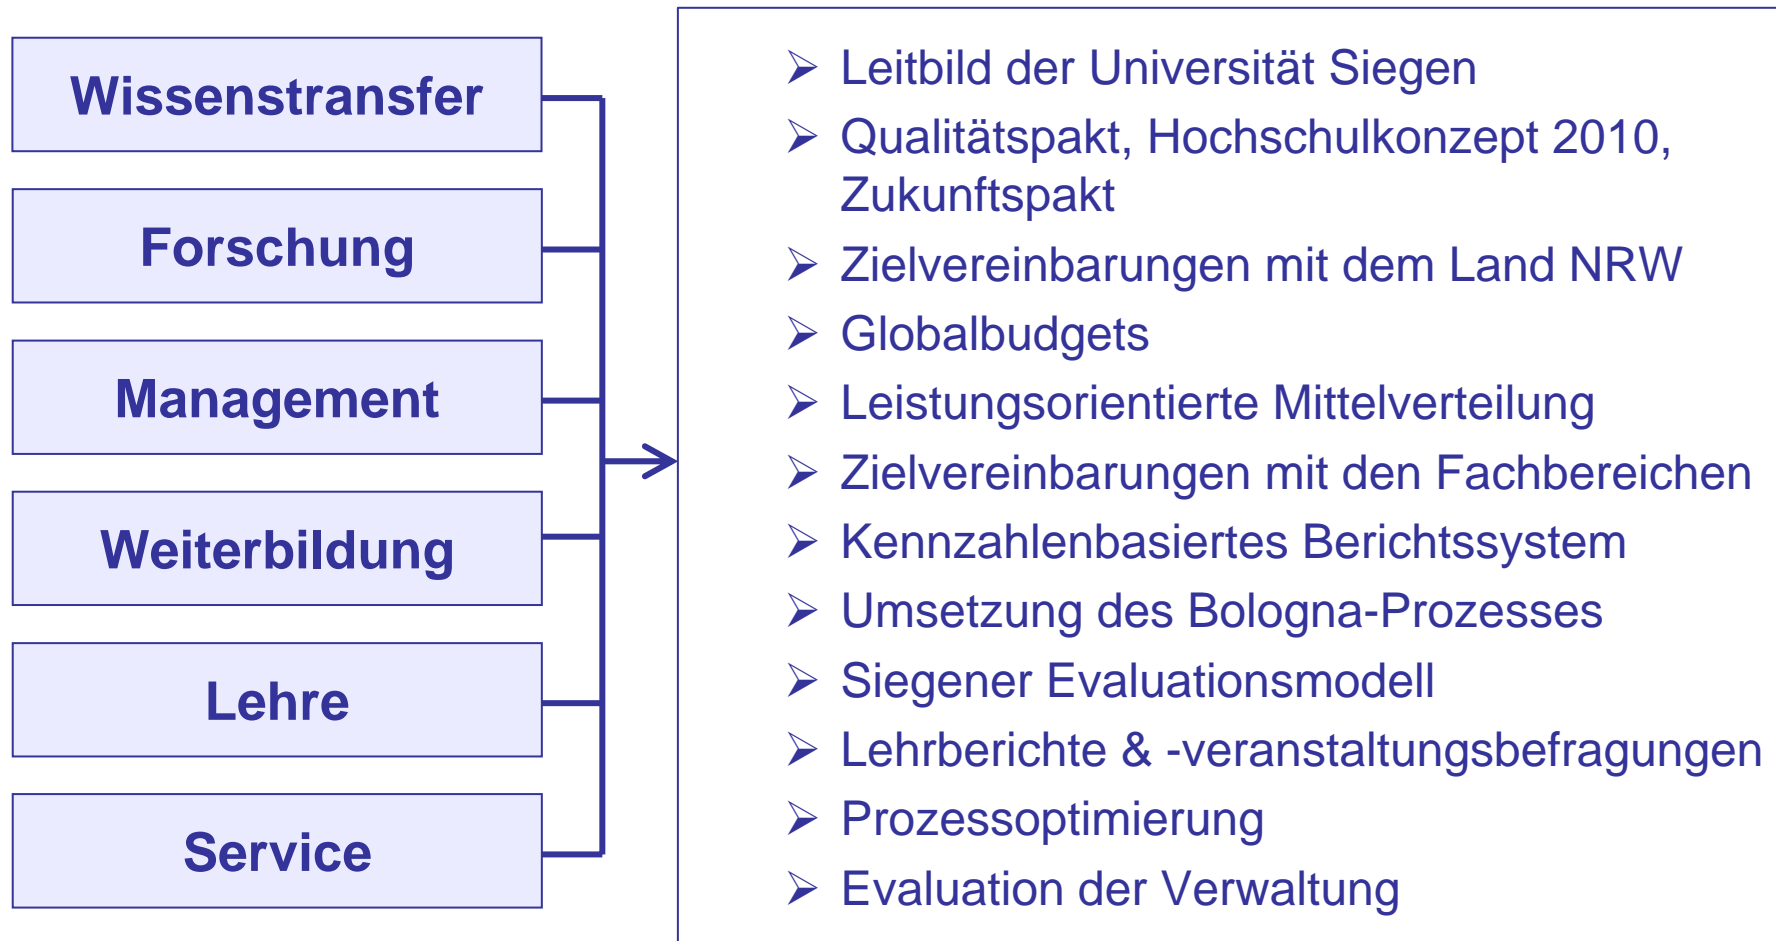 Wissenstransfer
Forschung
Management
Weiterbildung
Lehre
Service
➢ Leitbild der Universität Siegen
➢ Qualitätspakt, Hochschulkonzept 2010,
Zukunftspakt
➢ Zielvereinbarungen mit dem Land NRW
➢ Globalbudgets
➢ Leistungsorientierte Mittelverteilung
➢ Zielvereinbarungen mit den Fachbereichen
➢ Kennzahlenbasiertes Berichtssystem
➢ Umsetzung des Bologna-Prozesses
➢ Siegener Evaluationsmodell
➢ Lehrberichte & -veranstaltungsbefragungen
➢ Prozessoptimierung
➢ Evaluation der Verwaltung